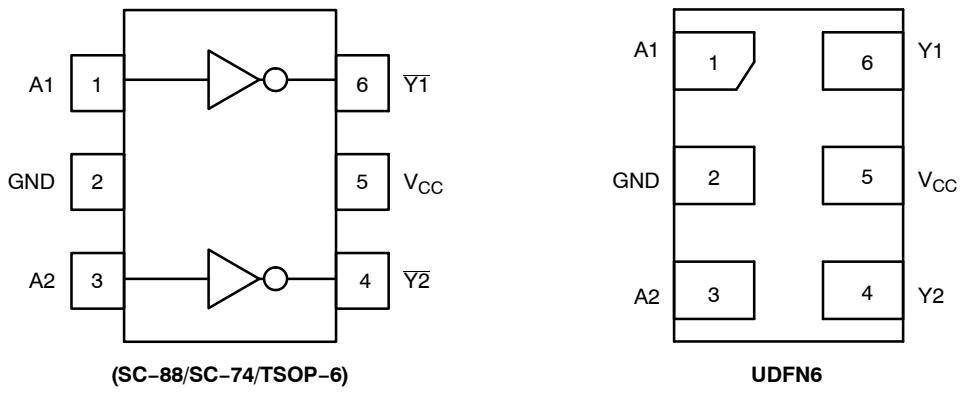 A1 1 6 Y1̅
GND 2 5 VCC
A2 3 4 Y2̅
(SC–88/SC–74/TSOP–6)
A1 1 6 Y1
GND 2 5 VCC
A2 3 4 Y2
UDFN6